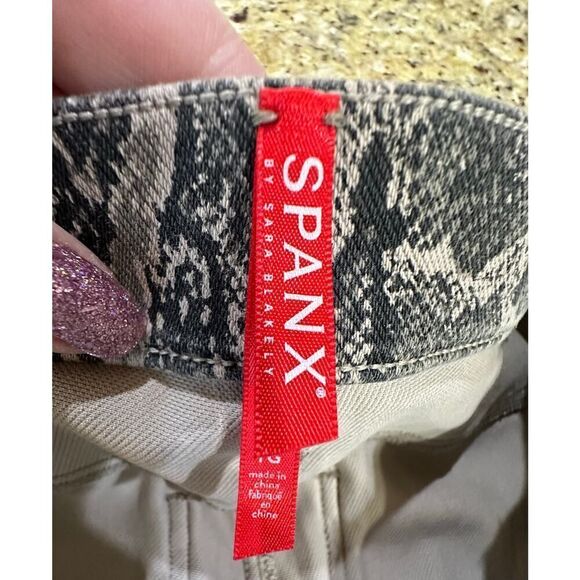 SPANX®
BY SARA BLAKELY
made in
china
fabriqué
en
chine